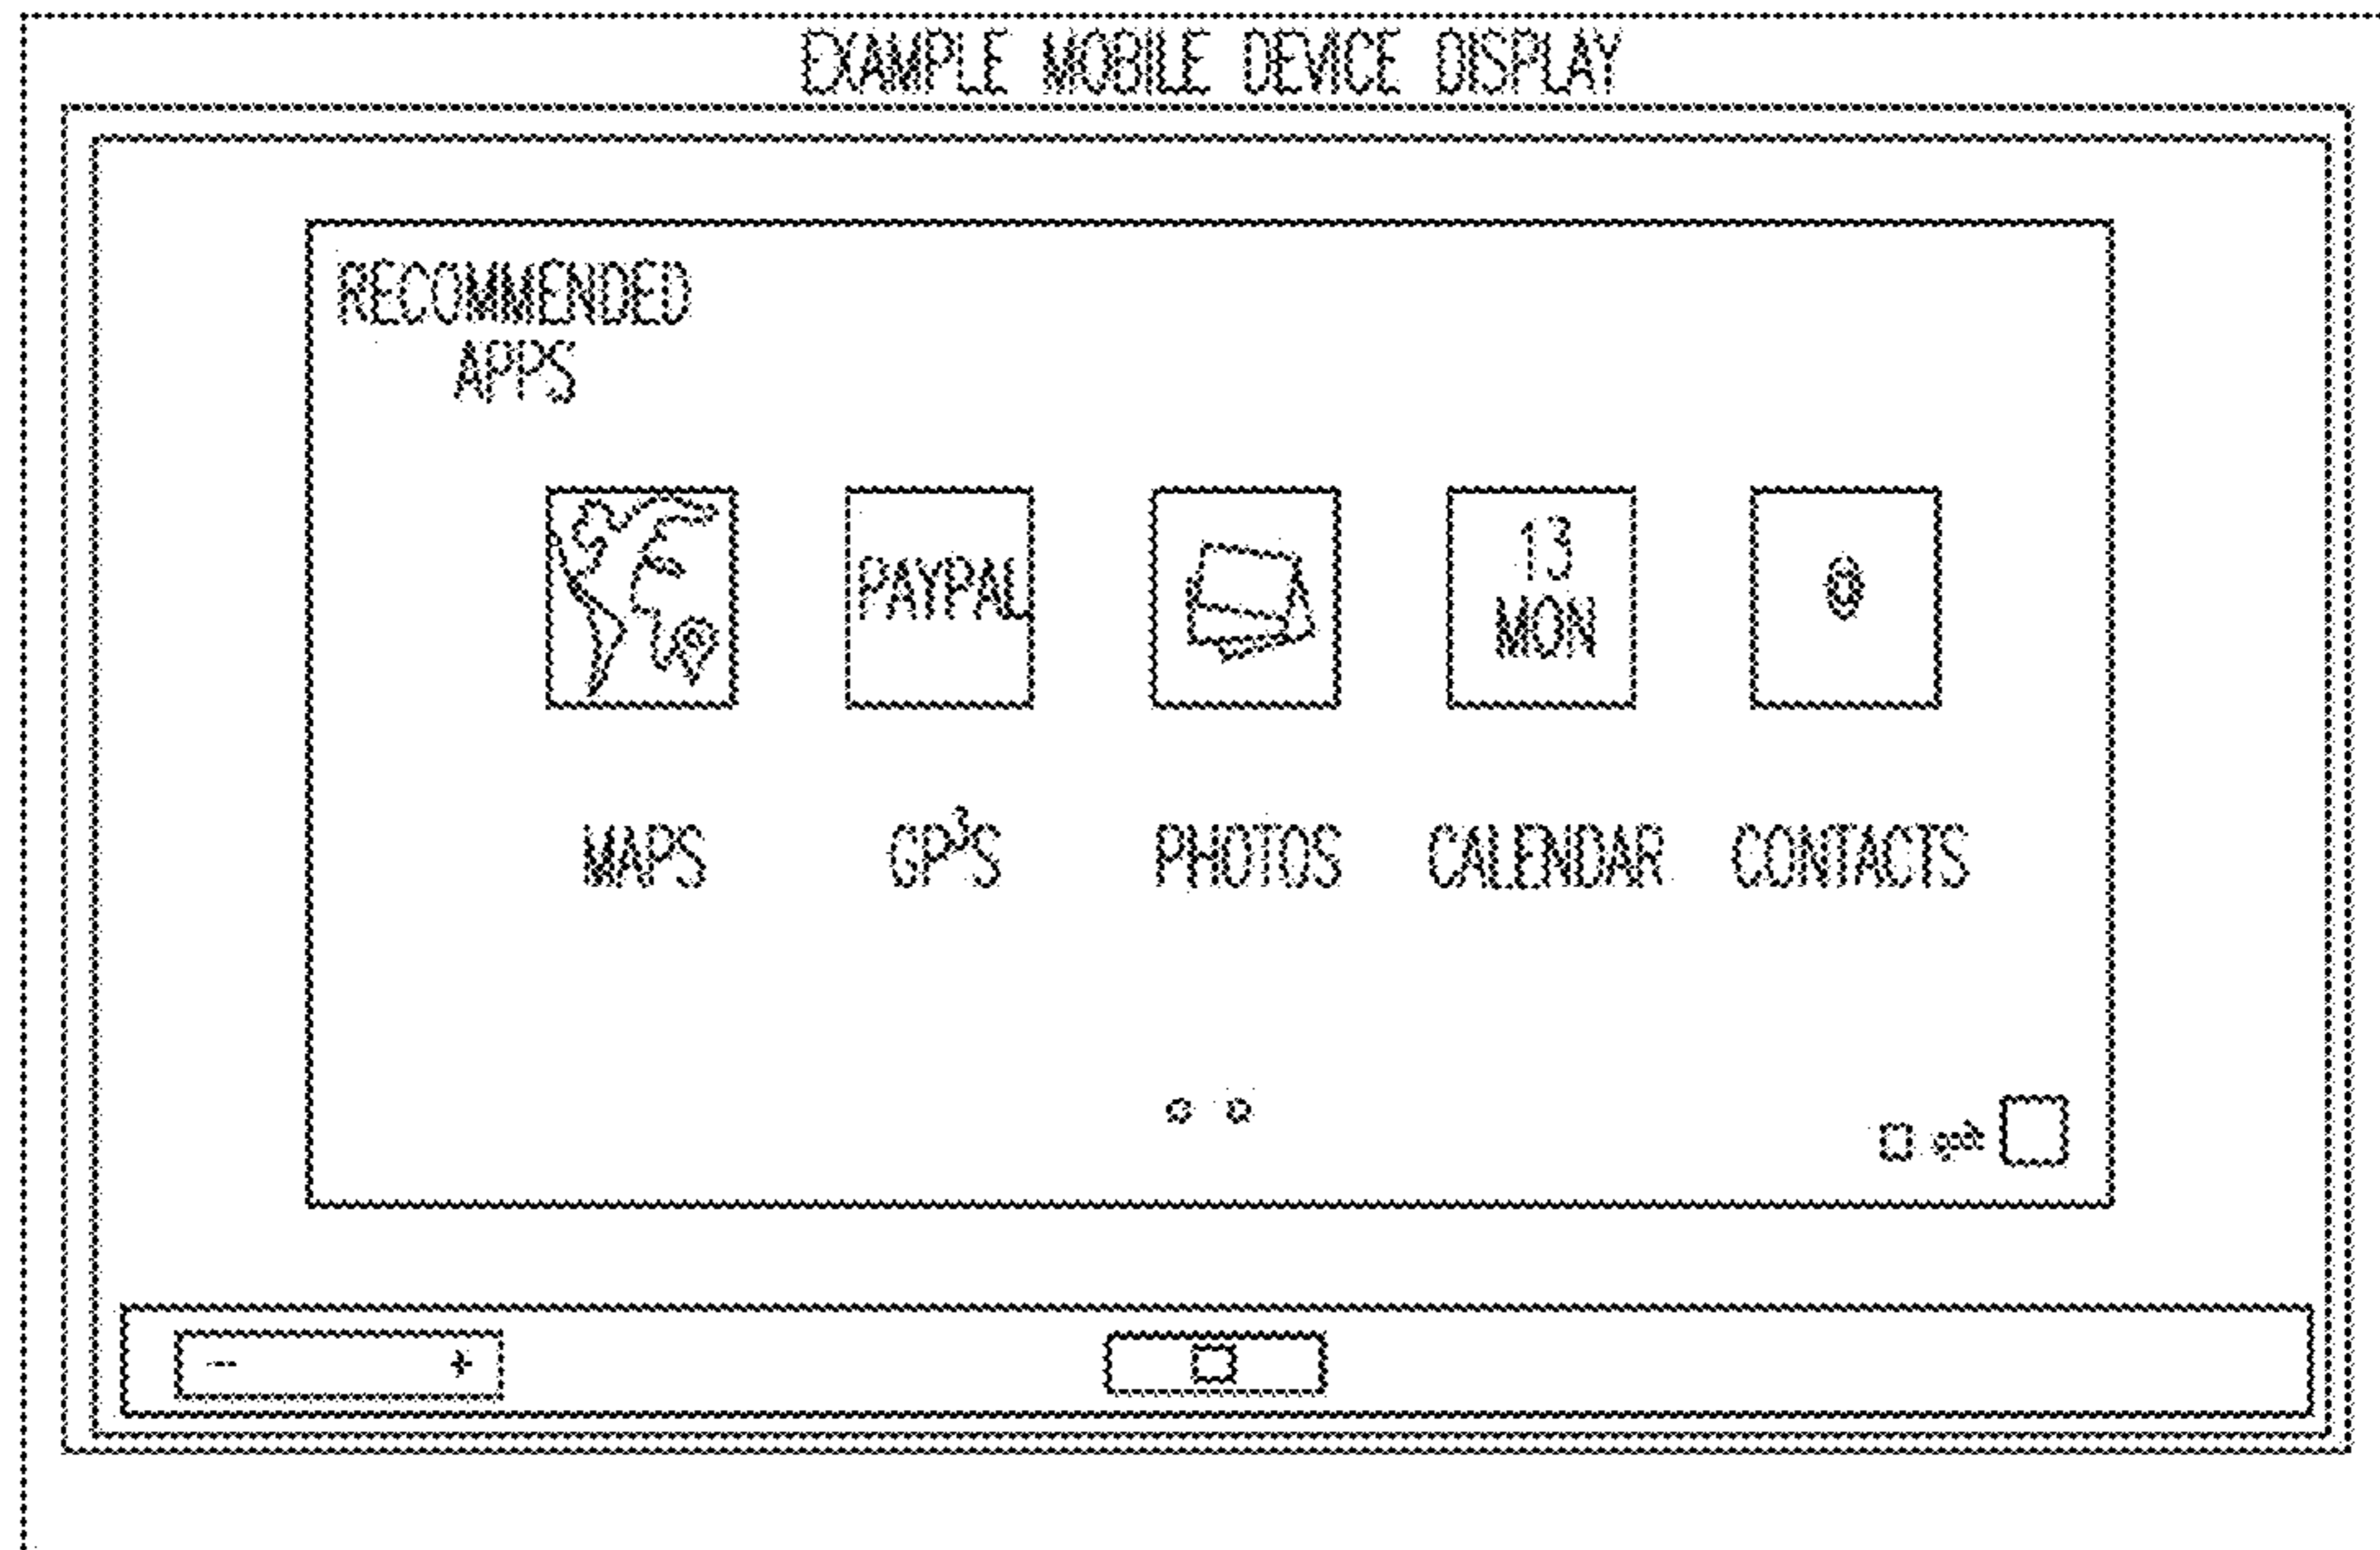 EXAMPLE MOBILE DEVICE DISPLAY
RECOMMENDED
APPS
PAYPAL
13
MON
@
MAPS GP³S PHOTOS CALENDAR CONTACTS
- +